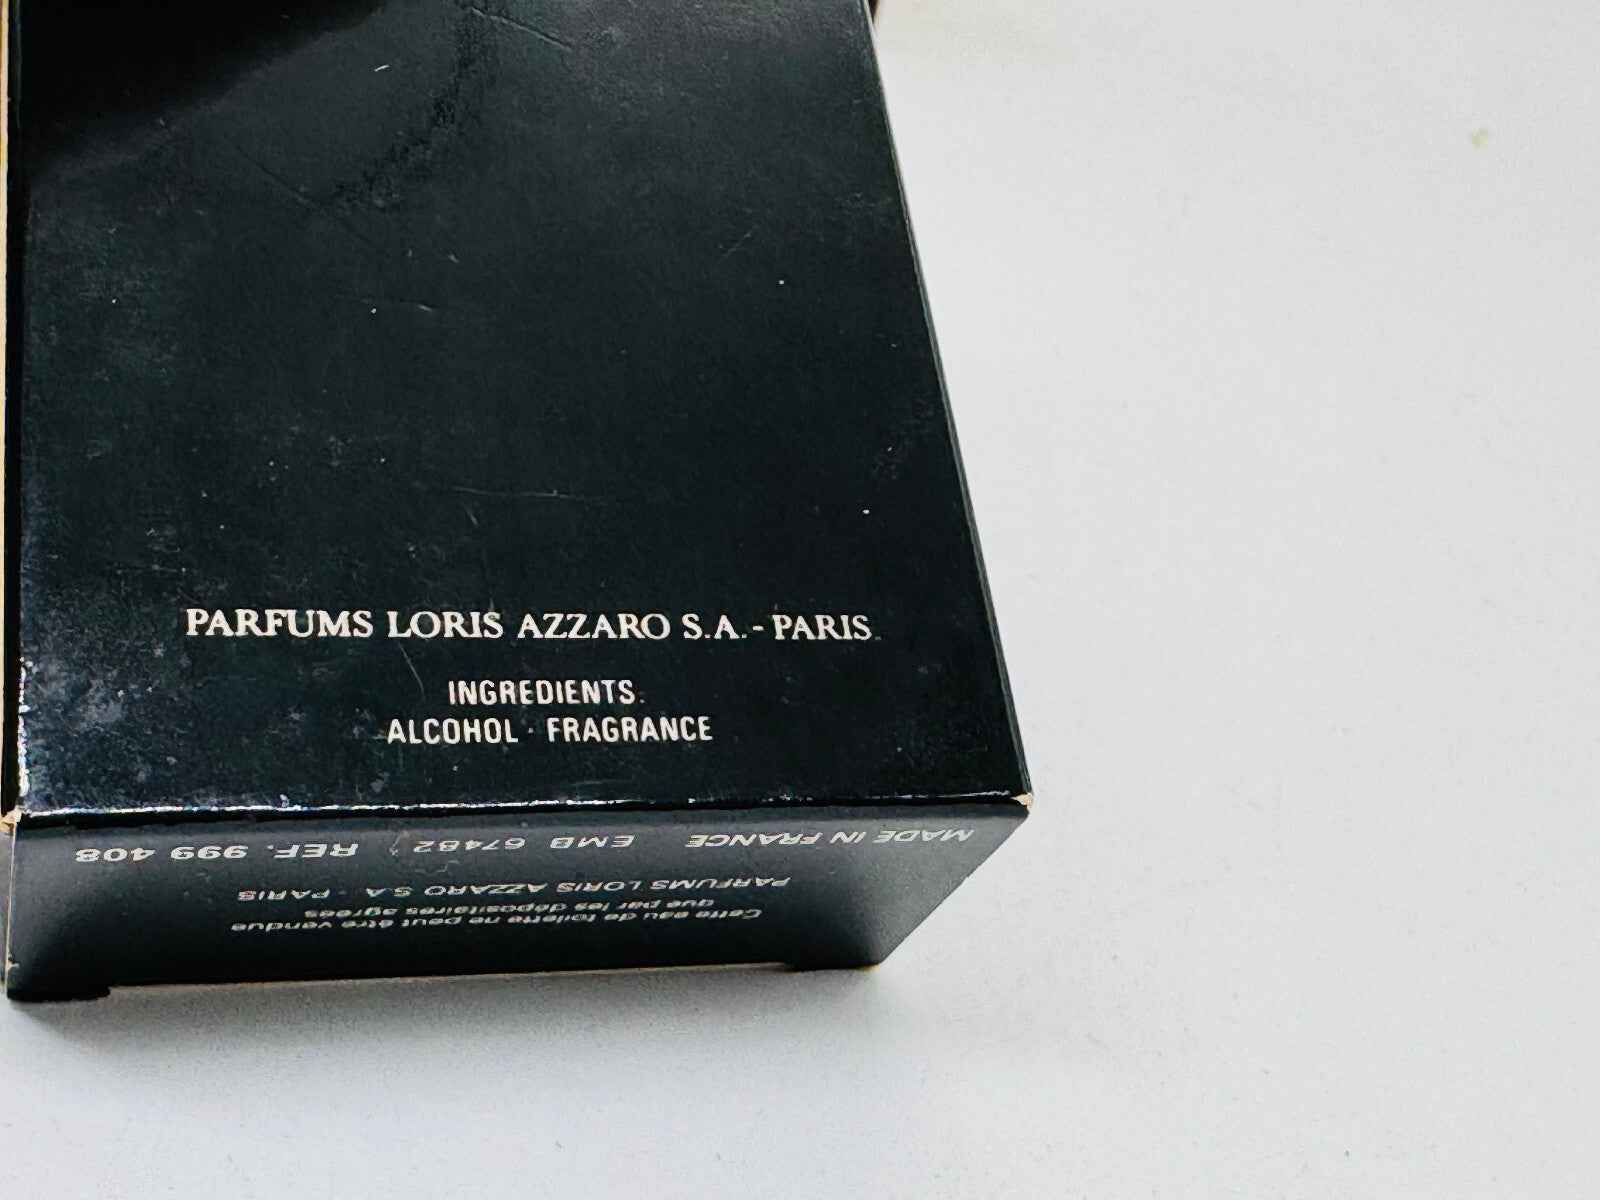 PARFUMS LORIS AZZARO S.A. - PARIS
INGREDIENTS:
ALCOHOL · FRAGRANCE
Cette eau de toilette ne peut être vendue
que par les dépositaires agréés
PARFUMS LORIS AZZARO S.A - PARIS
MADE IN FRANCE EMB 67482 REF. 999 408